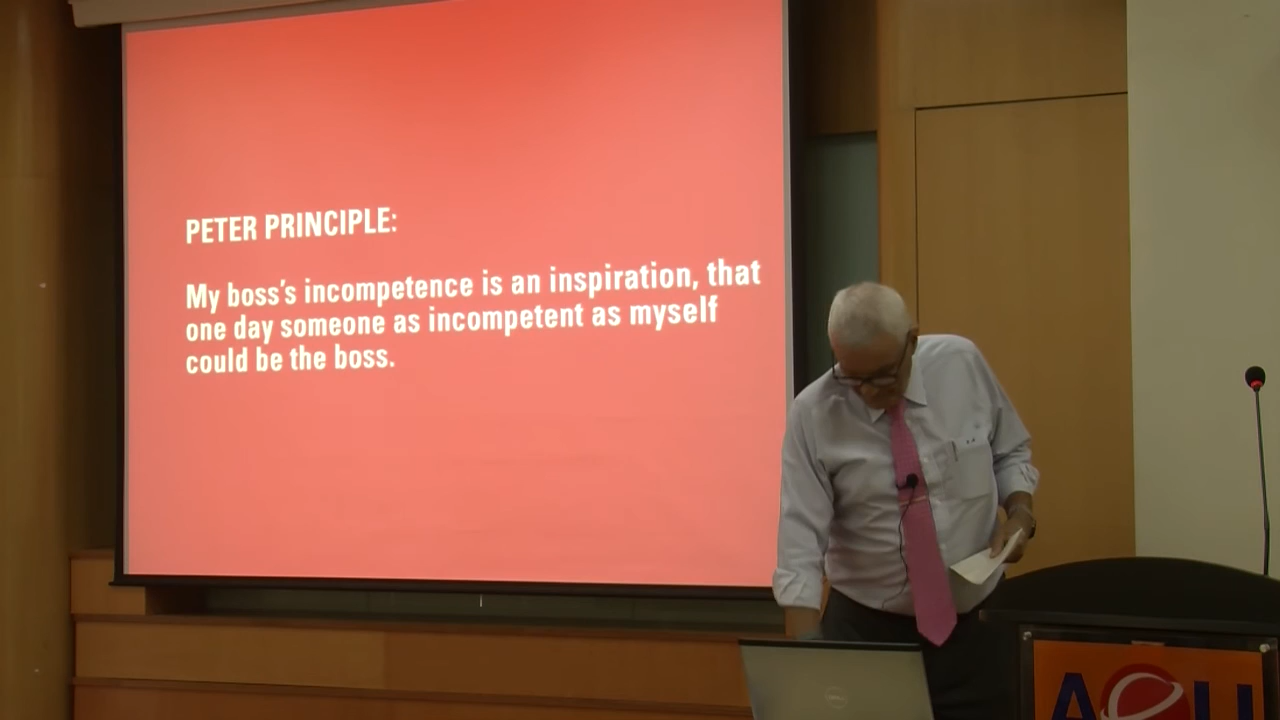 PETER PRINCIPLE:
My boss's incompetence is an inspiration, that
one day someone as incompetent as myself
could be the boss.